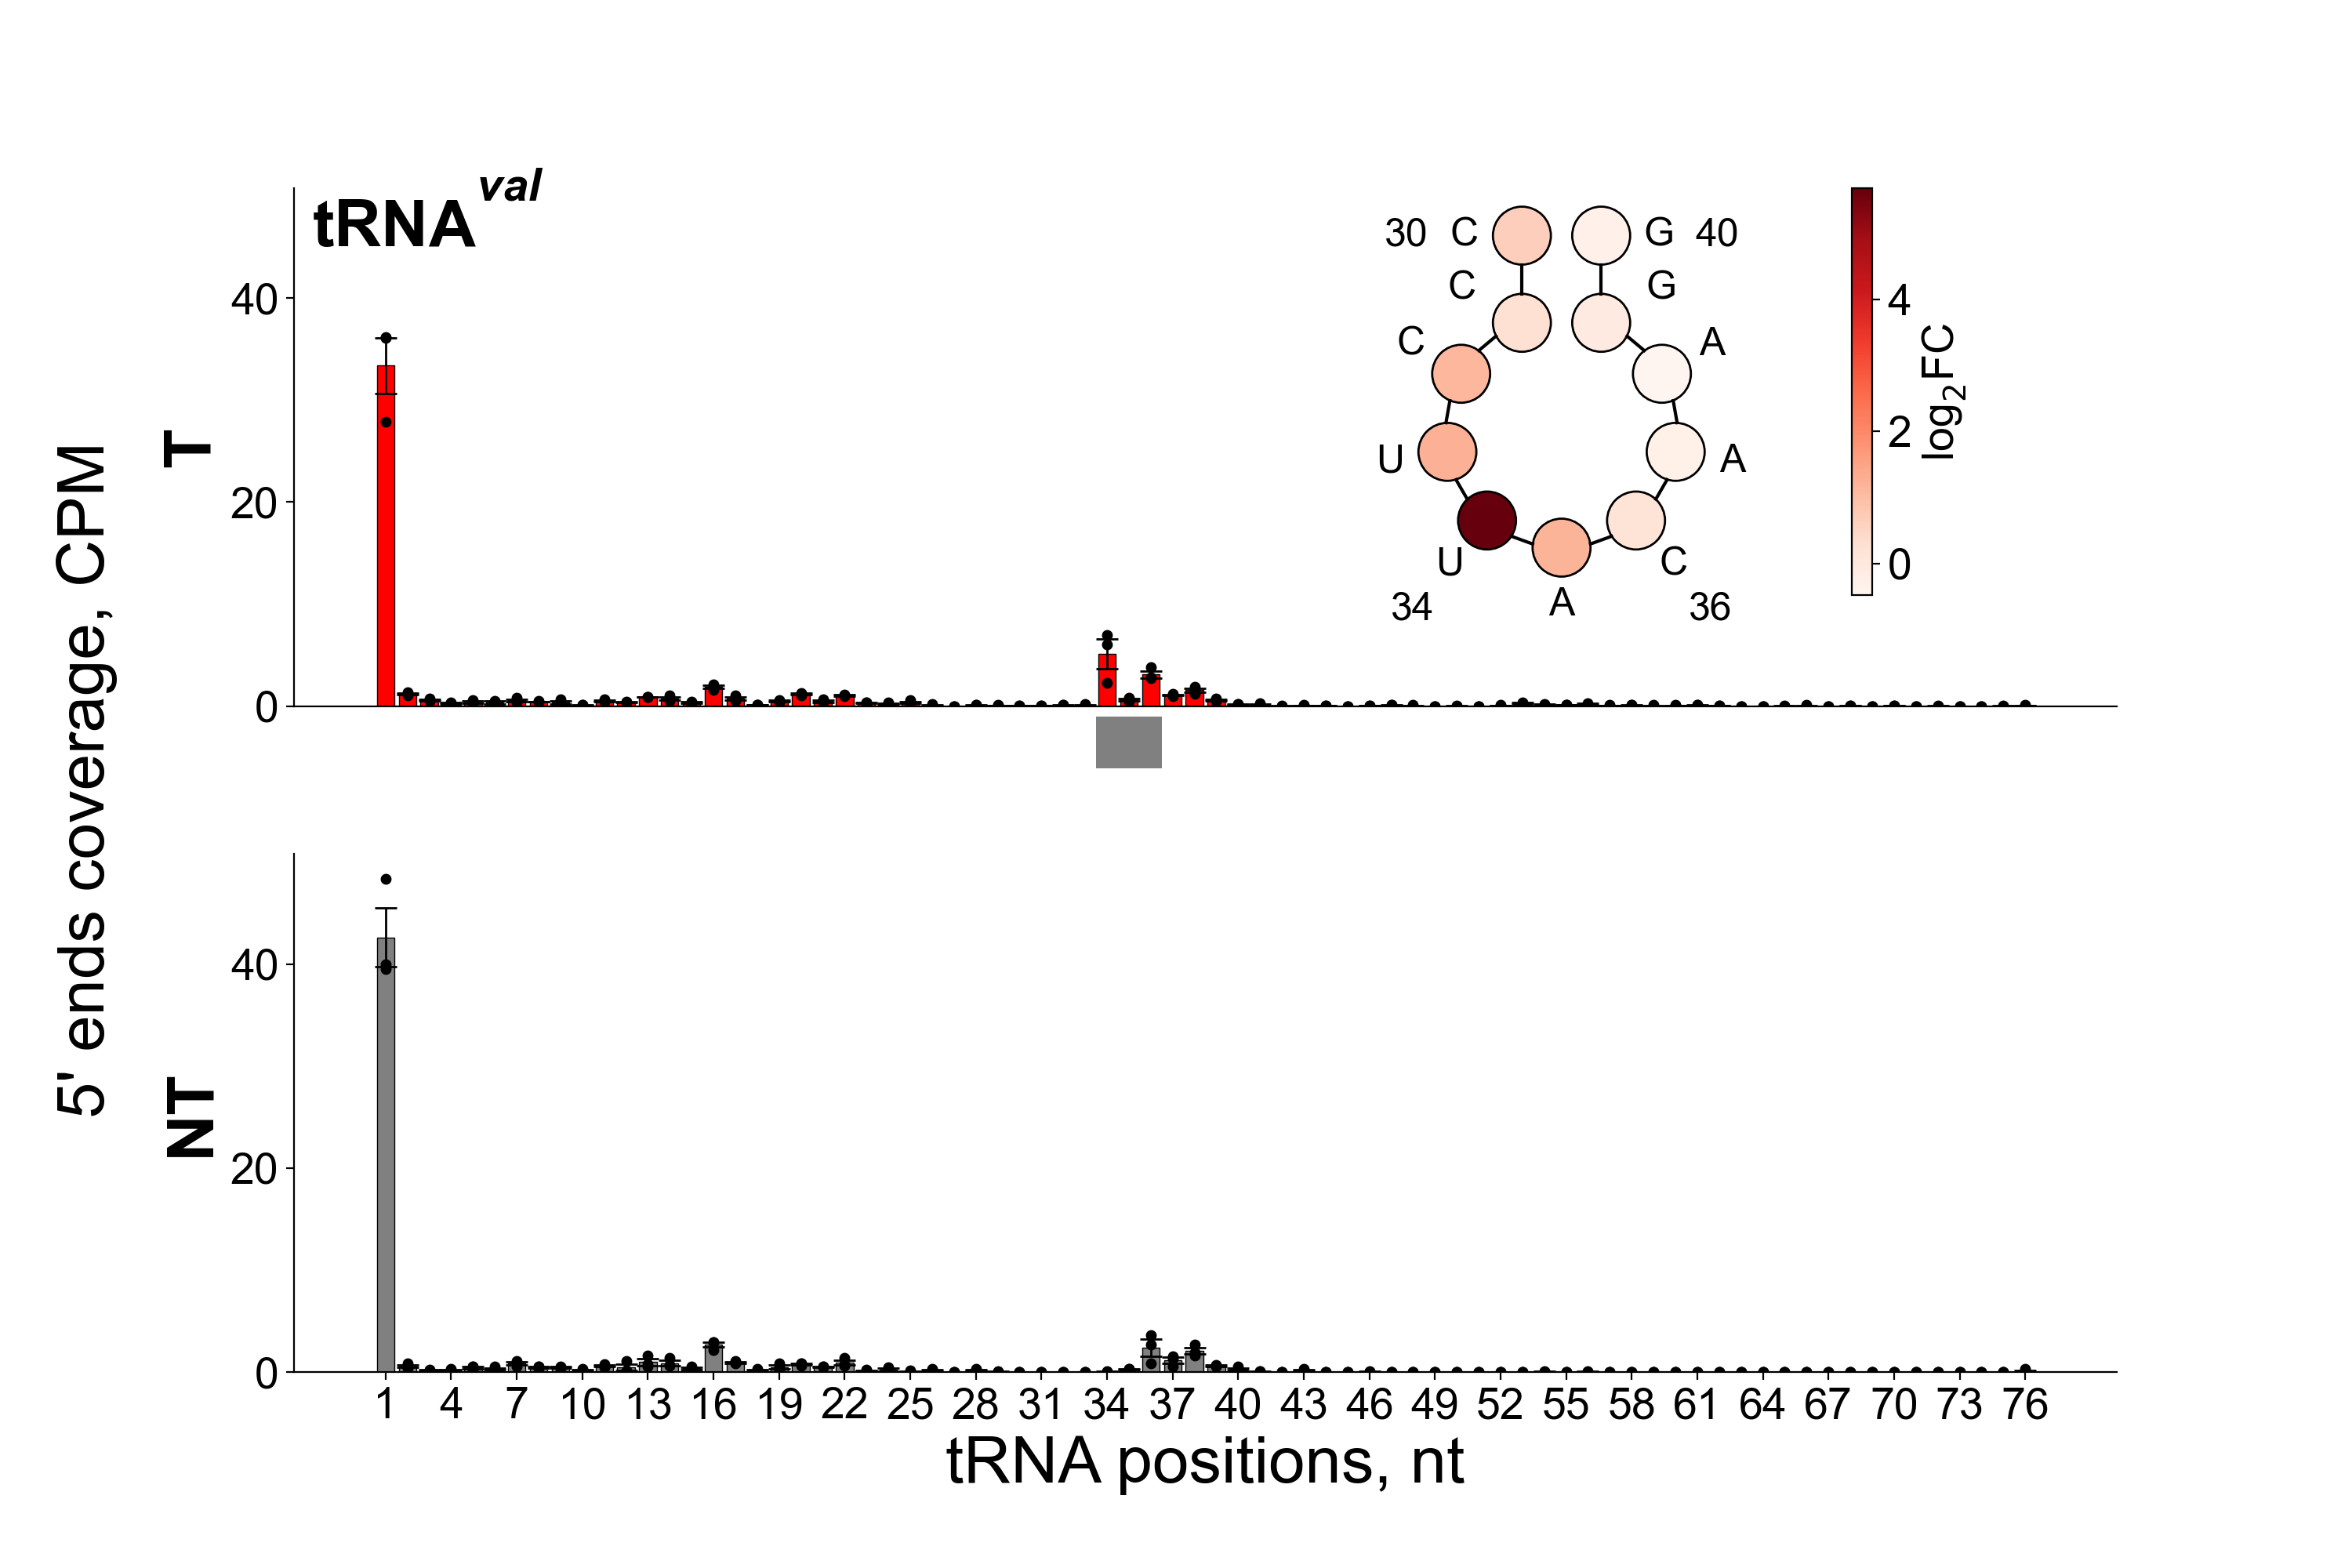 tRNAval
5' ends coverage, CPM
T
40
20
0
30 C G 40
C G
C A
U A
U C
34 A 36
4
2
0
log2FC
NT
40
20
0
1 4 7 10 13 16 19 22 25 28 31 34 37 40 43 46 49 52 55 58 61 64 67 70 73 76
tRNA positions, nt